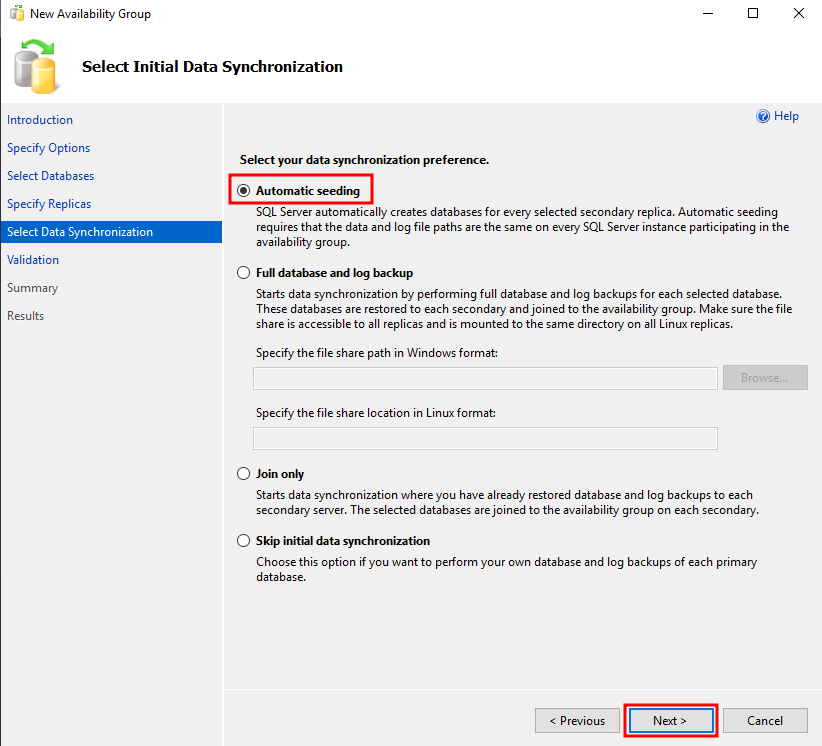 New Availability Group
Select Initial Data Synchronization
Introduction
Specify Options
Select Databases
Specify Replicas
Select Data Synchronization
Validation
Summary
Results
Help
Select your data synchronization preference.
Automatic seeding
SQL Server automatically creates databases for every selected secondary replica. Automatic seeding
requires that the data and log file paths are the same on every SQL Server instance participating in the
availability group.
Full database and log backup
Starts data synchronization by performing full database and log backups for each selected database.
These databases are restored to each secondary and joined to the availability group. Make sure the file
share is accessible to all replicas and is mounted to the same directory on all Linux replicas.
Specify the file share path in Windows format:
Browse...
Specify the file share location in Linux format:
Join only
Starts data synchronization where you have already restored database and log backups to each
secondary server. The selected databases are joined to the availability group on each secondary.
Skip initial data synchronization
Choose this option if you want to perform your own database and log backups of each primary
database.
< Previous
Next >
Cancel